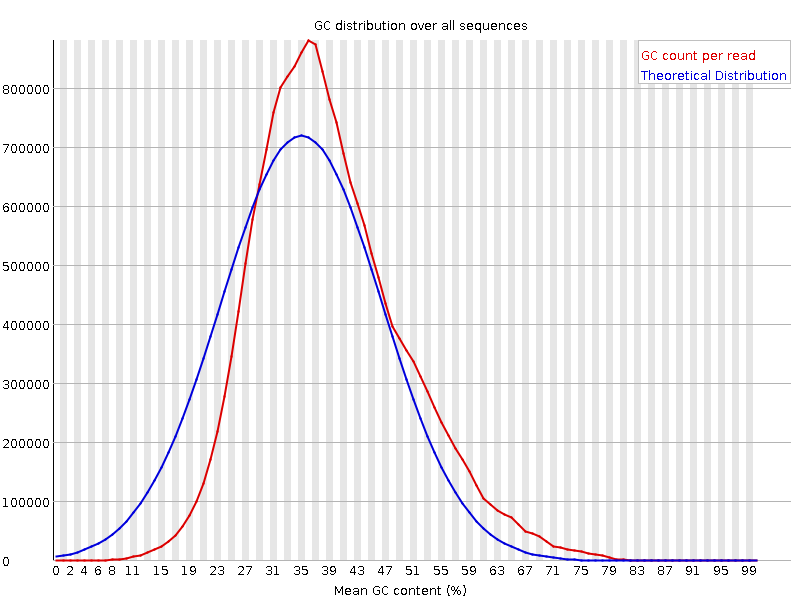 GC distribution over all sequences
GC count per read
Theoretical Distribution
800000
700000
600000
500000
400000
300000
200000
100000
0
0 2 4 6 8 11 15 19 23 27 31 35 39 43 47 51 55 59 63 67 71 75 79 83 87 91 95 99
Mean GC content (%)